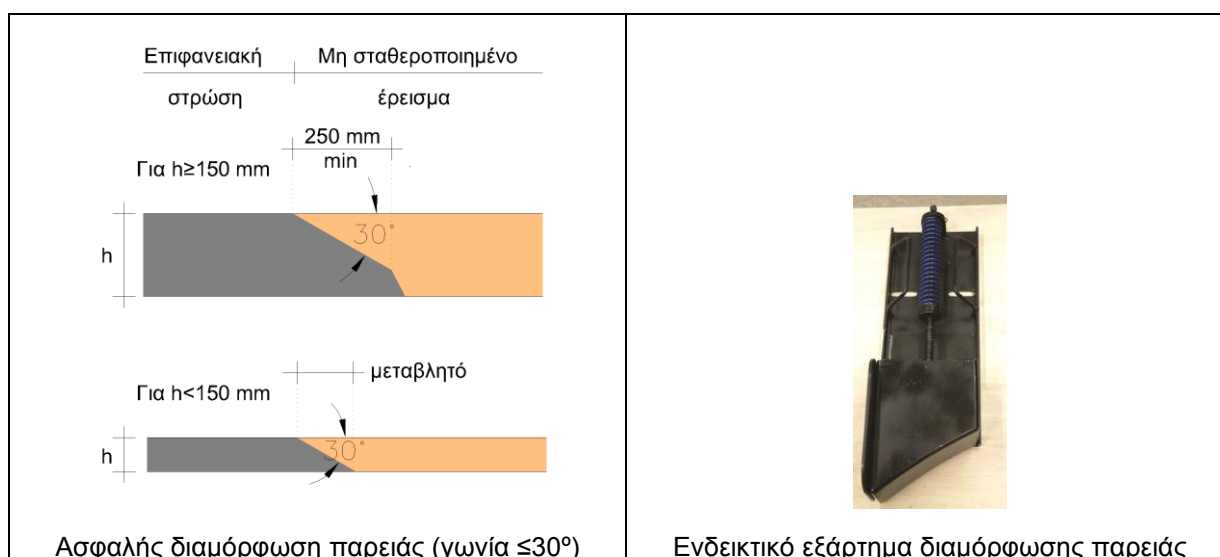 Επιφανειακή Μη σταθεροποιημένο
στρώση έρεισμα
250 mm
min
Για h≥150 mm
30°
h
μεταβλητό
Για h<150 mm
30°
h
Ασφαλής διαμόρφωση παρειάς (γωνία ≤30º)
Ενδεικτικό εξάρτημα διαμόρφωσης παρειάς